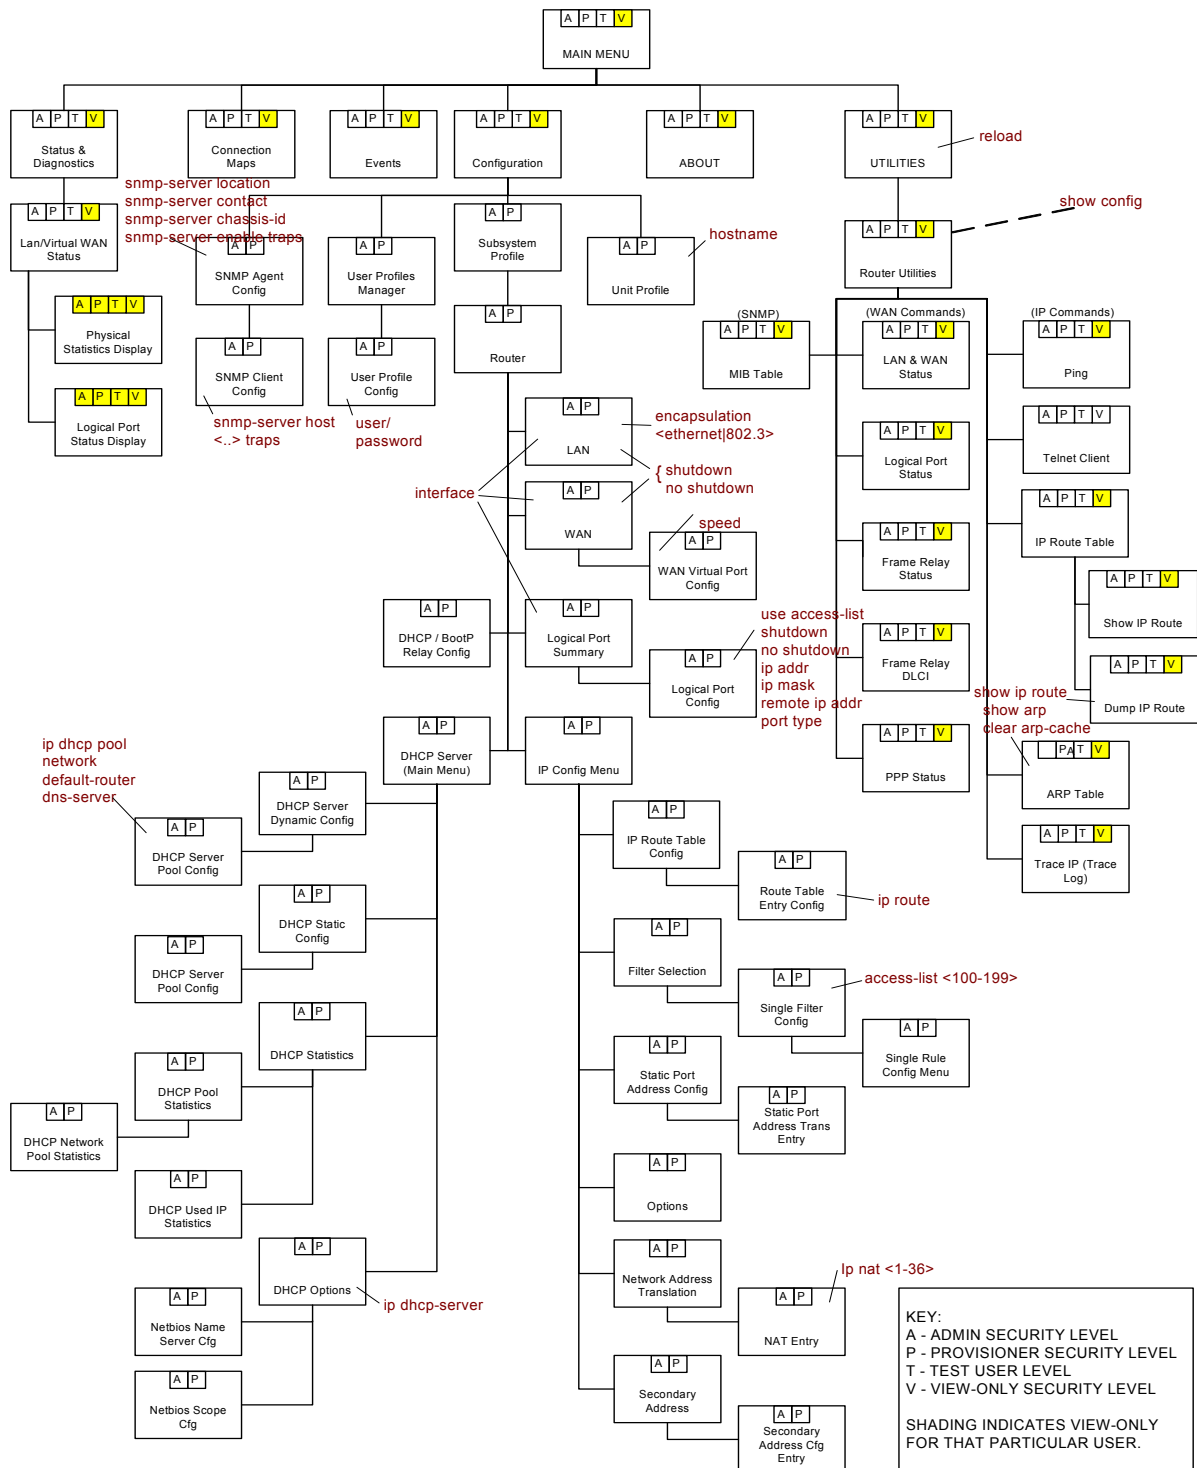 A P T V
MAIN MENU
A P T V
Status &
Diagnostics
A P T V
Connection
Maps
A P T V
Events
A P T V
Configuration
A P T V
ABOUT
A P T V
UTILITIES
reload
snmp-server location
snmp-server contact
snmp-server chassis-id
snmp-server enable traps
A P T V
Lan/Virtual WAN
Status
A P
SNMP Agent
Config
A P
User Profiles
Manager
A P
Subsystem
Profile
A P
Unit Profile
hostname
A P T V
Router Utilities
show config
A P T V
Physical
Statistics Display
A P T V
Logical Port
Status Display
A P
SNMP Client
Config
snmp-server host
<..> traps
A P
User Profile
Config
user/
password
A P
Router
(SNMP)
A P T V
MIB Table
(WAN Commands)
A P T V
LAN & WAN
Status
(IP Commands)
A P T V
Ping
A P
LAN
encapsulation
<ethernet|802.3>
{ shutdown
no shutdown
interface
A P
WAN
speed
A P
WAN Virtual Port
Config
A P T V
Logical Port
Status
A P T V
Telnet Client
A P T V
Frame Relay
Status
A P T V
IP Route Table
A P T V
Show IP Route
A P
DHCP / BootP
Relay Config
A P
Logical Port
Summary
A P
Logical Port
Config
use access-list
shutdown
no shutdown
ip addr
ip mask
remote ip addr
port type
A P T V
Frame Relay
DLCI
A P T V
Dump IP Route
show ip route
show arp
clear arp-cache
A P T V
PPP Status
P A T V
ARP Table
A P T V
Trace IP (Trace
Log)
A P
DHCP Server
(Main Menu)
A P
IP Config Menu
ip dhcp pool
network
default-router
dns-server
A P
DHCP Server
Dynamic Config
A P
DHCP Server
Pool Config
A P
IP Route Table
Config
A P
Route Table
Entry Config
ip route
A P
DHCP Static
Config
A P
DHCP Server
Pool Config
A P
Filter Selection
A P
Single Filter
Config
access-list <100-199>
A P
Single Rule
Config Menu
A P
DHCP Statistics
A P
DHCP Pool
Statistics
A P
DHCP Network
Pool Statistics
A P
Static Port
Address Config
A P
Static Port
Address Trans
Entry
A P
DHCP Used IP
Statistics
A P
Options
A P
DHCP Options
ip dhcp-server
A P
Network Address
Translation
A P
NAT Entry
Ip nat <1-36>
A P
Netbios Name
Server Cfg
A P
Netbios Scope
Cfg
A P
Secondary
Address
A P
Secondary
Address Cfg
Entry
KEY:
A - ADMIN SECURITY LEVEL
P - PROVISIONER SECURITY LEVEL
T - TEST USER LEVEL
V - VIEW-ONLY SECURITY LEVEL
SHADING INDICATES VIEW-ONLY
FOR THAT PARTICULAR USER.